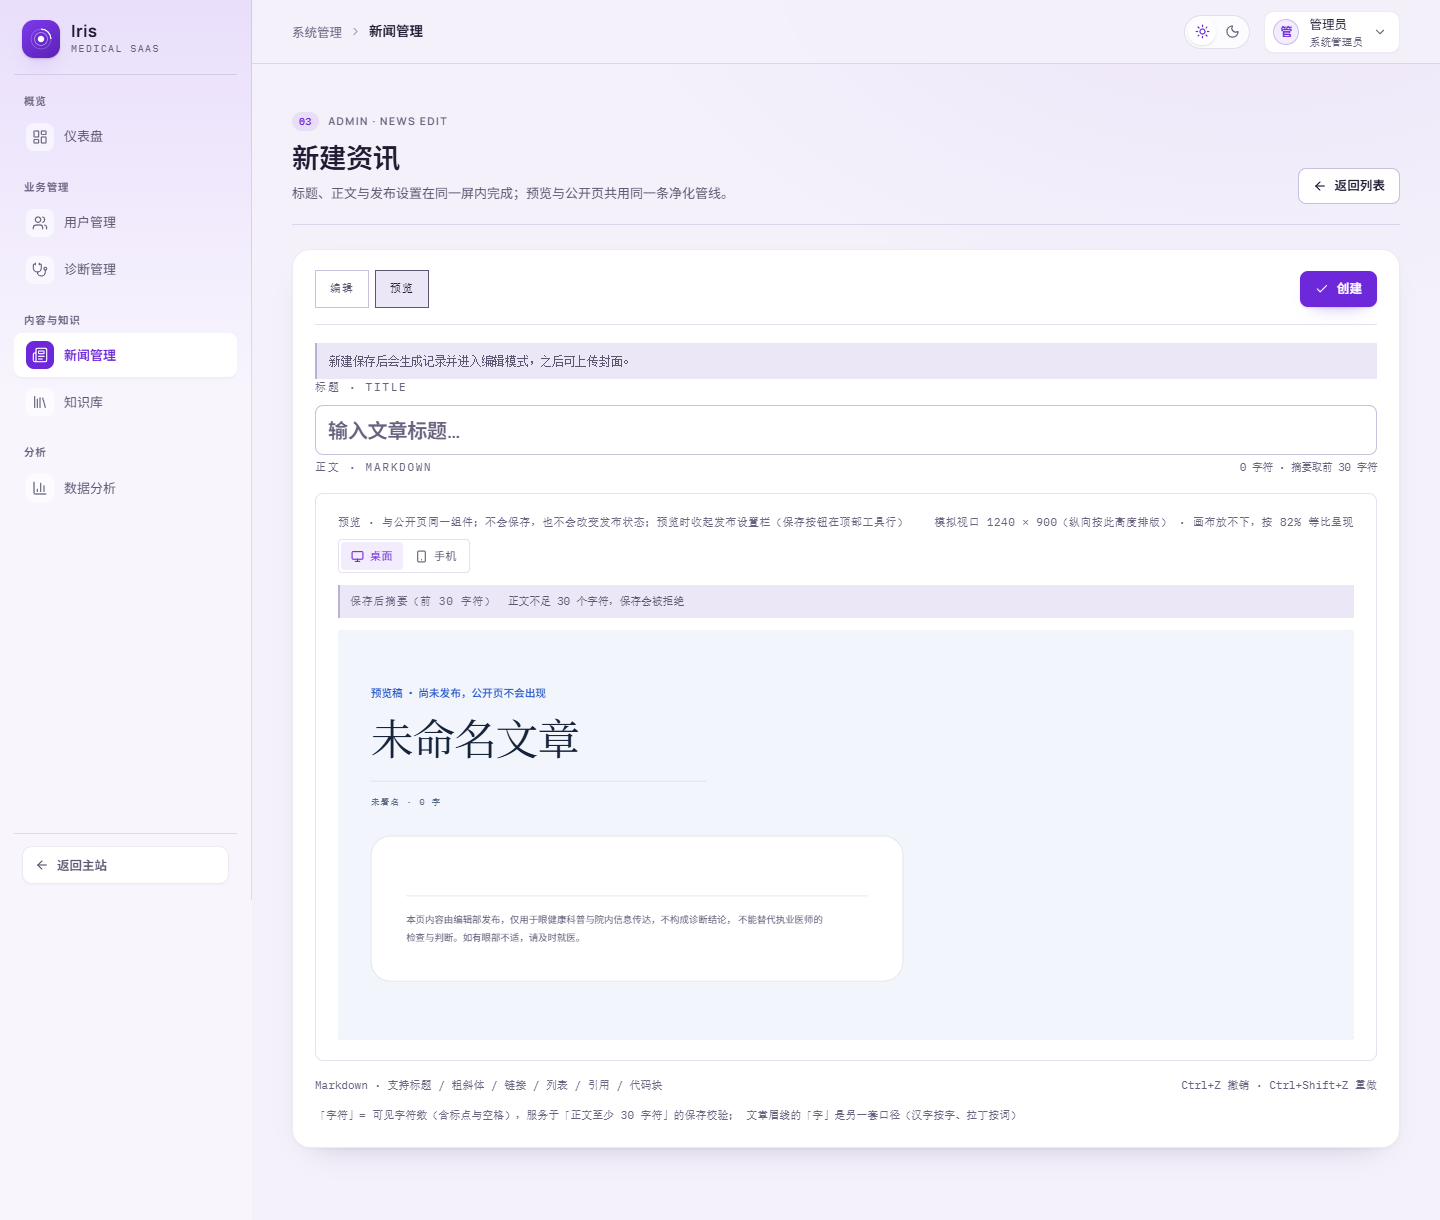 Iris
MEDICAL SAAS
概览
仪表盘
业务管理
用户管理
诊断管理
内容与知识
新闻管理
知识库
分析
数据分析
返回主站
系统管理 > 新闻管理
管
管理员
系统管理员
03 ADMIN · NEWS EDIT
新建资讯
标题、正文与发布设置在同一屏内完成；预览与公开页共用同一条净化管线。
返回列表
编辑
预览
创建
新建保存后会生成记录并进入编辑模式，之后可上传封面。
标题 · TITLE
输入文章标题…
正文 · MARKDOWN
0 字符 · 摘要取前 30 字符
预览 · 与公开页同一组件；不会保存，也不会改变发布状态；预览时收起发布设置栏（保存按钮在顶部工具行）
模拟视口 1240 × 900（纵向按此高度排版） · 画布放不下，按 82% 等比呈现
桌面
手机
保存后摘要（前 30 字符） 正文不足 30 个字符，保存会被拒绝
预览稿 · 尚未发布，公开页不会出现
未命名文章
未署名 · 0 字
本页内容由编辑部发布，仅用于眼健康科普与院内信息传达，不构成诊断结论， 不能替代执业医师的
检查与判断。如有眼部不适，请及时就医。
Markdown · 支持标题 / 粗斜体 / 链接 / 列表 / 引用 / 代码块
Ctrl+Z 撤销 · Ctrl+Shift+Z 重做
「字符」= 可见字符数（含标点与空格），服务于「正文至少 30 字符」的保存校验； 文章眉线的「字」是另一套口径（汉字按字、拉丁按词）